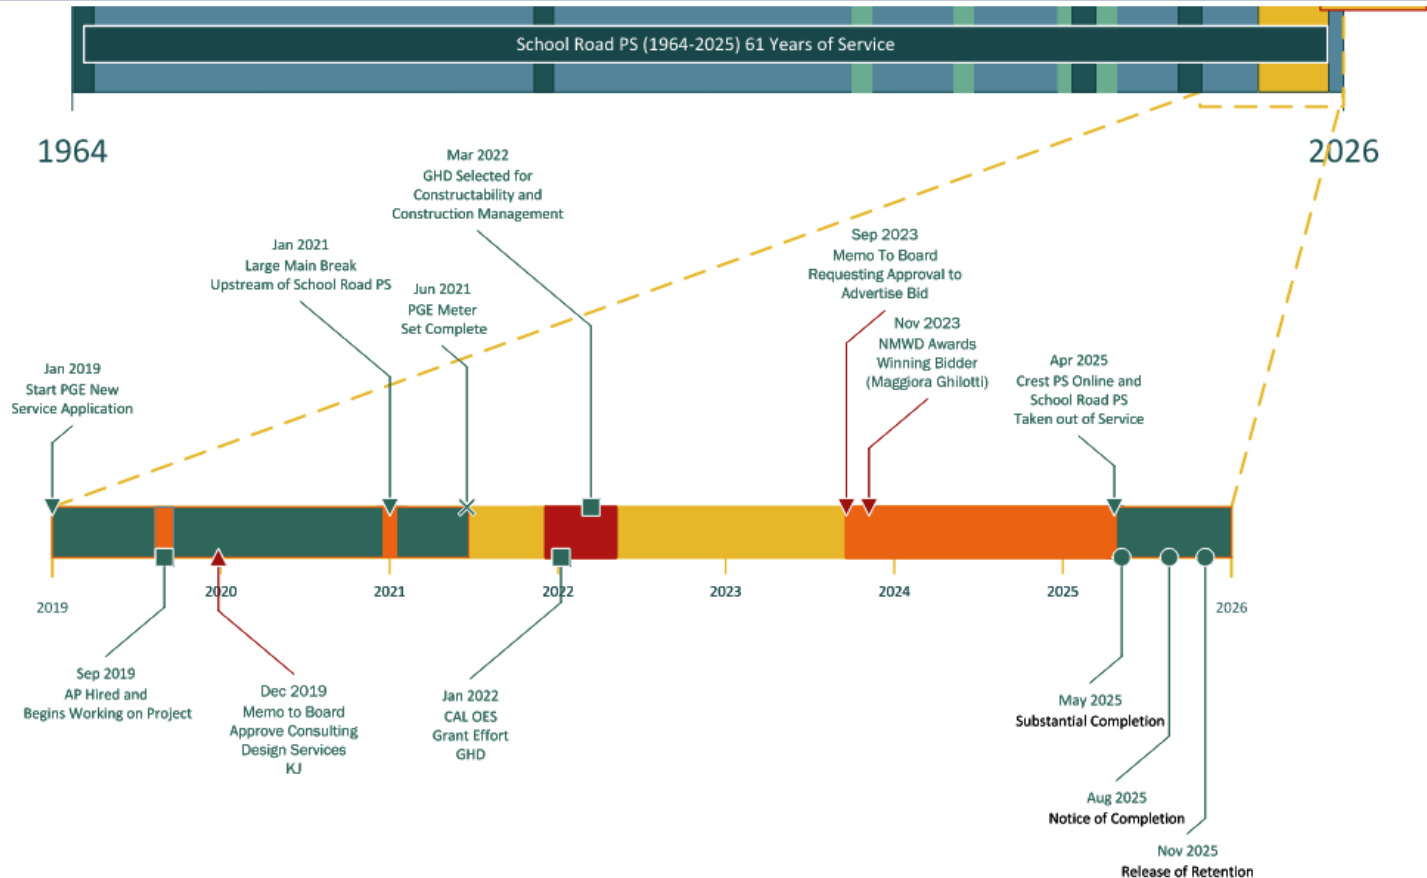 School Road PS (1964-2025) 61 Years of Service
1964
2026
Mar 2022
GHD Selected for
Constructability and
Construction Management
Jan 2021
Large Main Break
Upstream of School Road PS
Jun 2021
PGE Meter
Set Complete
Sep 2023
Memo To Board
Requesting Approval to
Advertise Bid
Nov 2023
NMWD Awards
Winning Bidder
(Maggiora Ghilotti)
Jan 2019
Start PGE New
Service Application
Apr 2025
Crest PS Online and
School Road PS
Taken out of Service
2019
2020
2021
2022
2023
2024
2025
2026
Sep 2019
AP Hired and
Begins Working on Project
Dec 2019
Memo to Board
Approve Consulting
Design Services
KJ
Jan 2022
CAL OES
Grant Effort
GHD
May 2025
Substantial Completion
Aug 2025
Notice of Completion
Nov 2025
Release of Retention